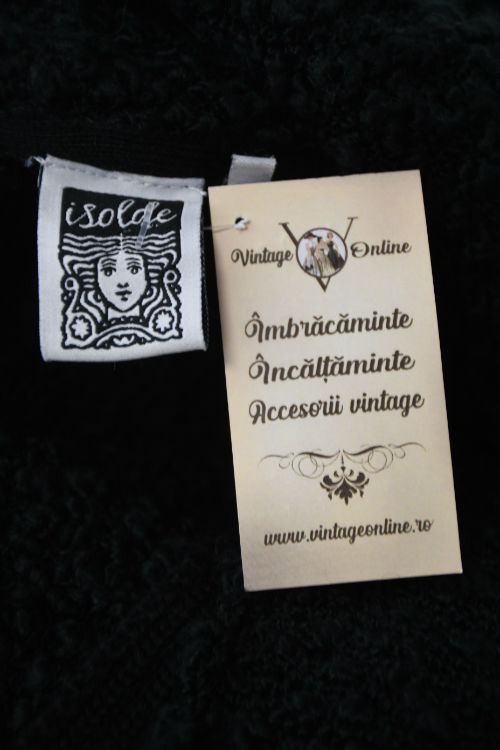 isolde
Vintage V Online
Îmbrăcăminte
Încălțăminte
Accesorii vintage
www.vintageonline.ro